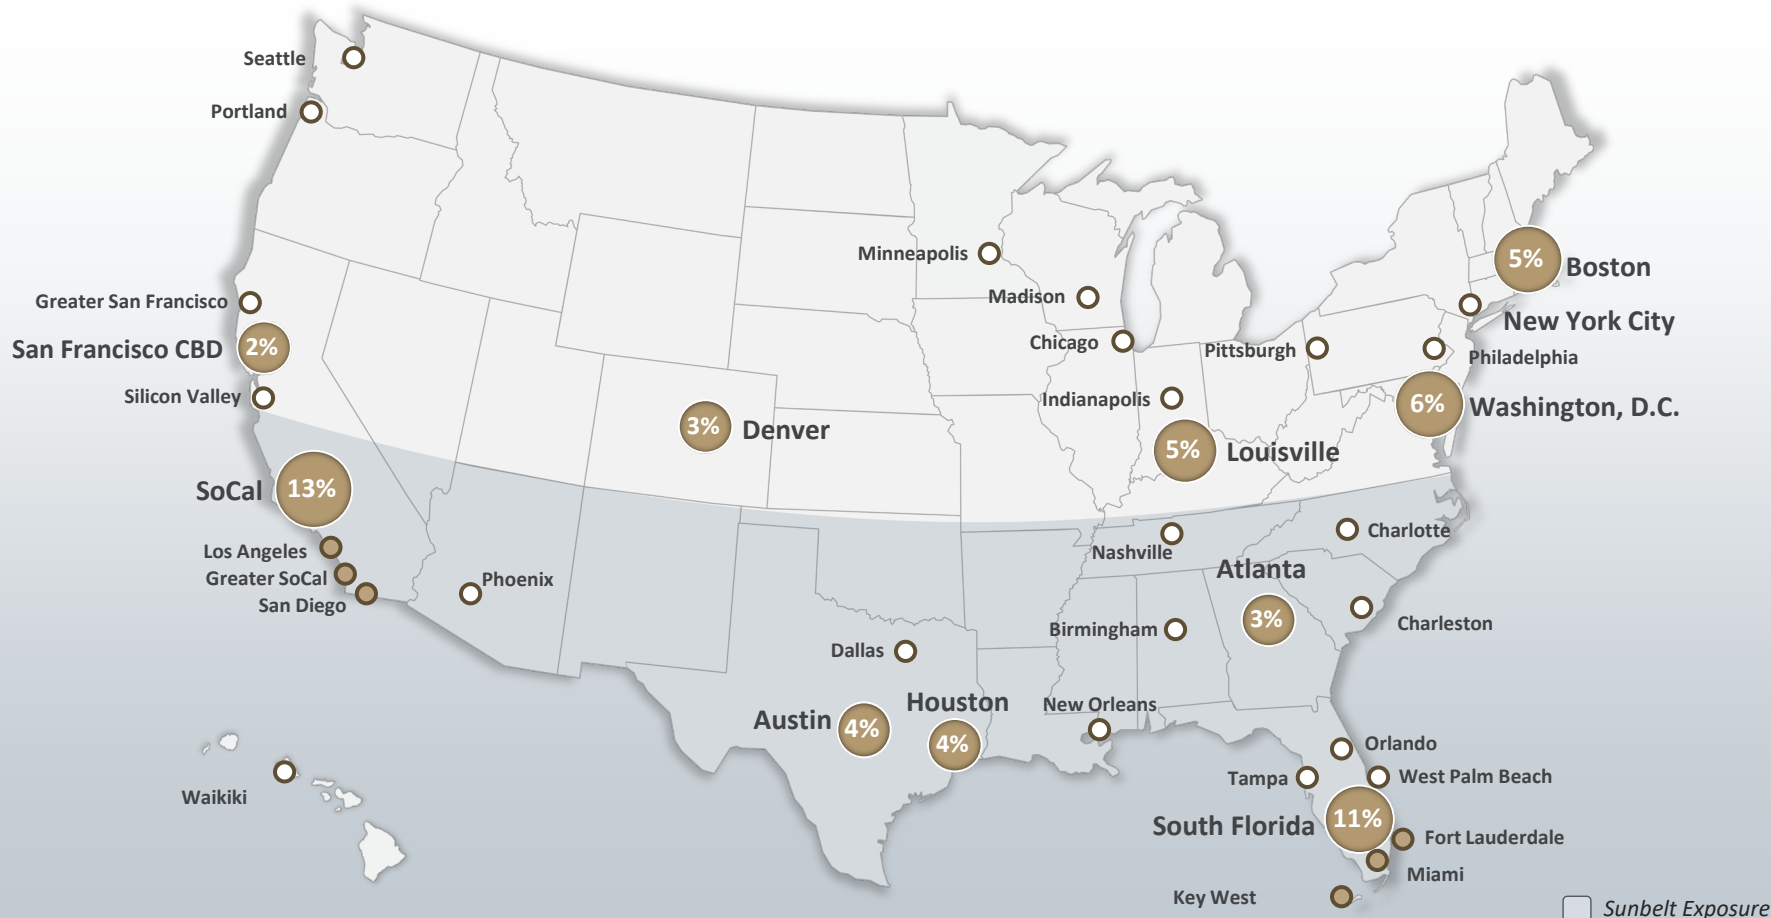 Seattle
Portland
Minneapolis
Madison
Chicago
Greater San Francisco
San Francisco CBD
2%
Silicon Valley
5%
Boston
New York City
Pittsburgh
Philadelphia
6%
Washington, D.C.
Indianapolis
5%
Louisville
3%
Denver
SoCal
13%
Los Angeles
Greater SoCal
San Diego
Phoenix
Nashville
Charlotte
Atlanta
3%
Birmingham
Charleston
Dallas
Austin
4%
Houston
4%
New Orleans
Orlando
Tampa
West Palm Beach
South Florida
11%
Fort Lauderdale
Miami
Key West
Waikiki
Sunbelt Exposure